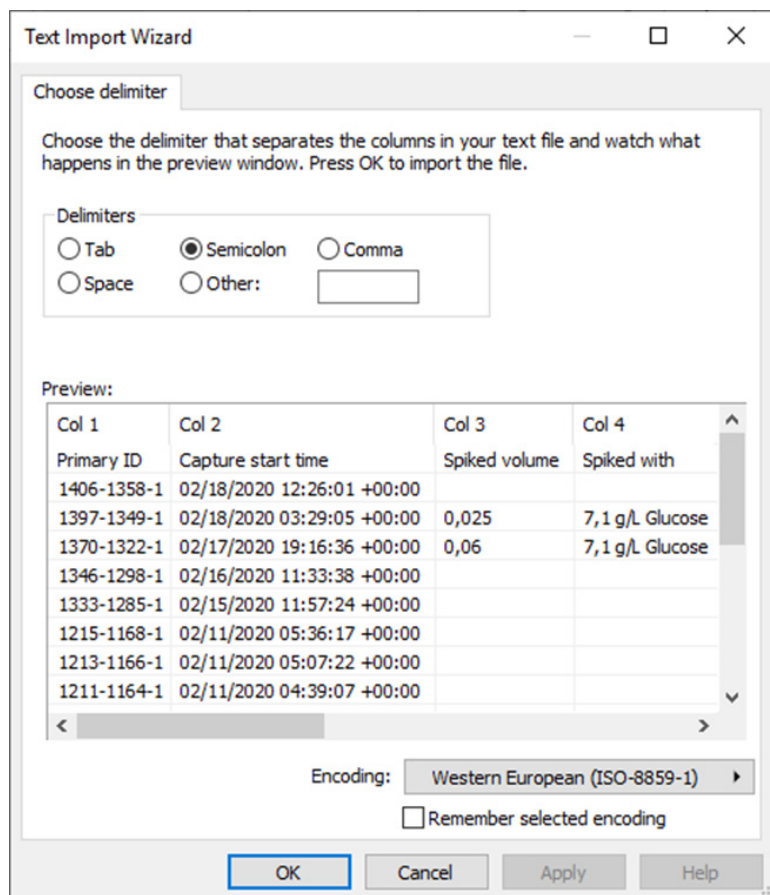 Text Import Wizard
Choose delimiter
Choose the delimiter that separates the columns in your text file and watch what
happens in the preview window. Press OK to import the file.
Delimiters
Tab Semicolon Comma
Space Other:
Preview:
Col 1 Col 2 Col 3 Col 4
Primary ID Capture start time Spiked volume Spiked with
1406-1358-1 02/18/2020 12:26:01 +00:00
1397-1349-1 02/18/2020 03:29:05 +00:00 0,025 7,1 g/L Glucose
1370-1322-1 02/17/2020 19:16:36 +00:00 0,06 7,1 g/L Glucose
1346-1298-1 02/16/2020 11:33:38 +00:00
1333-1285-1 02/15/2020 11:57:24 +00:00
1215-1168-1 02/11/2020 05:36:17 +00:00
1213-1166-1 02/11/2020 05:07:22 +00:00
1211-1164-1 02/11/2020 04:39:07 +00:00
Encoding: Western European (ISO-8859-1)
Remember selected encoding
OK Cancel Apply Help